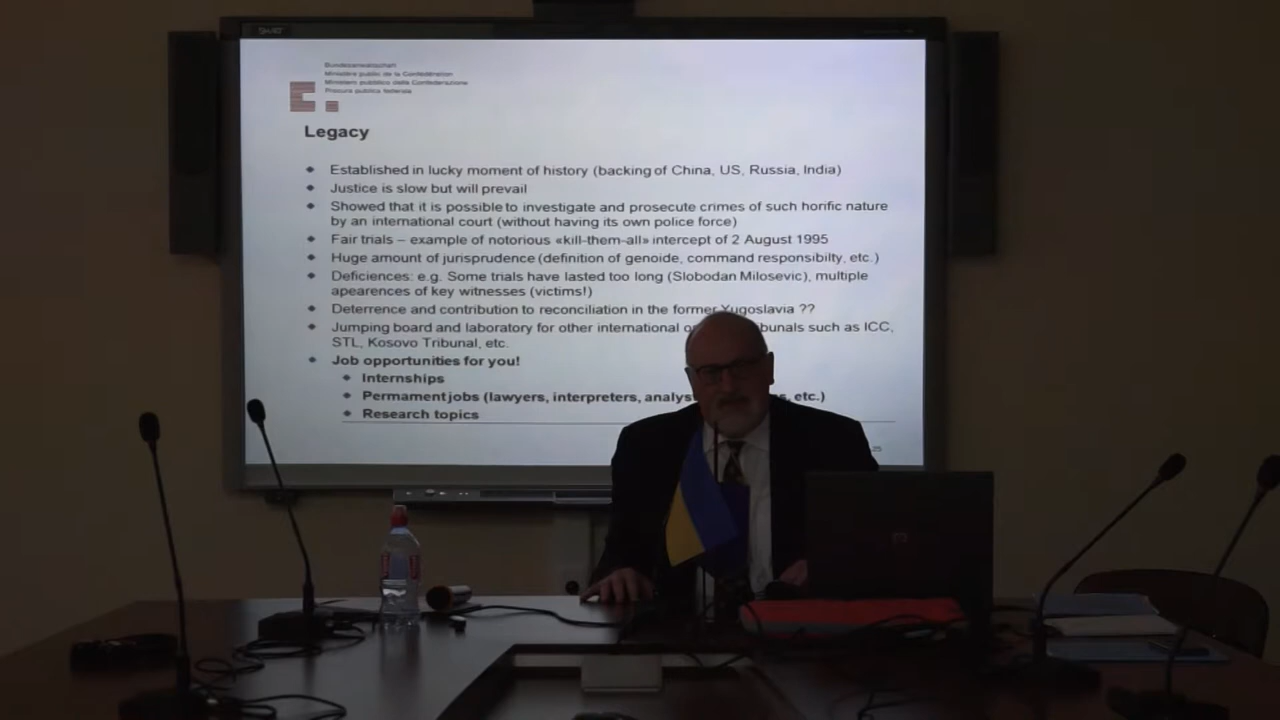 Bundesanwaltschaft
Ministère public de la Confédération
Ministero pubblico della Confederazione
Procura publica federala
Legacy
Established in lucky moment of history (backing of China, US, Russia, India)
Justice is slow but will prevail
Showed that it is possible to investigate and prosecute crimes of such horific nature
by an international court (without having its own police force)
Fair trials – example of notorious «kill-them-all» intercept of 2 August 1995
Huge amount of jurisprudence (definition of genoide, command responsibilty, etc.)
Deficiences: e.g. Some trials have lasted too long (Slobodan Milosevic), multiple
apearences of key witnesses (victims!)
Deterrence and contribution to reconciliation in the former Yugoslavia ??
Jumping board and laboratory for other international such as ICC,
STL, Kosovo Tribunal, etc.
Job opportunities for you!
Internships
Permament jobs (lawyers, interpreters, etc.)
Research topics
25